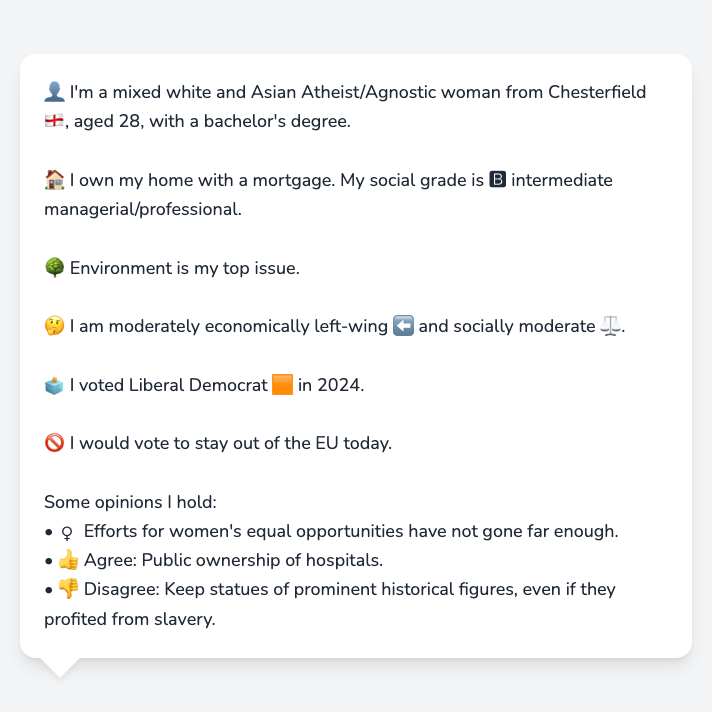 👤 I'm a mixed white and Asian Atheist/Agnostic woman from Chesterfield
🏴󠁧󠁢󠁥󠁮󠁧󠁿, aged 28, with a bachelor's degree.
🏠 I own my home with a mortgage. My social grade is 🅱 intermediate
managerial/professional.
🌳 Environment is my top issue.
🤔 I am moderately economically left-wing ⬅️ and socially moderate ⚖️.
🗳️ I voted Liberal Democrat 🟧 in 2024.
🚫 I would vote to stay out of the EU today.
Some opinions I hold:
• ♀ Efforts for women's equal opportunities have not gone far enough.
• 👍 Agree: Public ownership of hospitals.
• 👎 Disagree: Keep statues of prominent historical figures, even if they
profited from slavery.